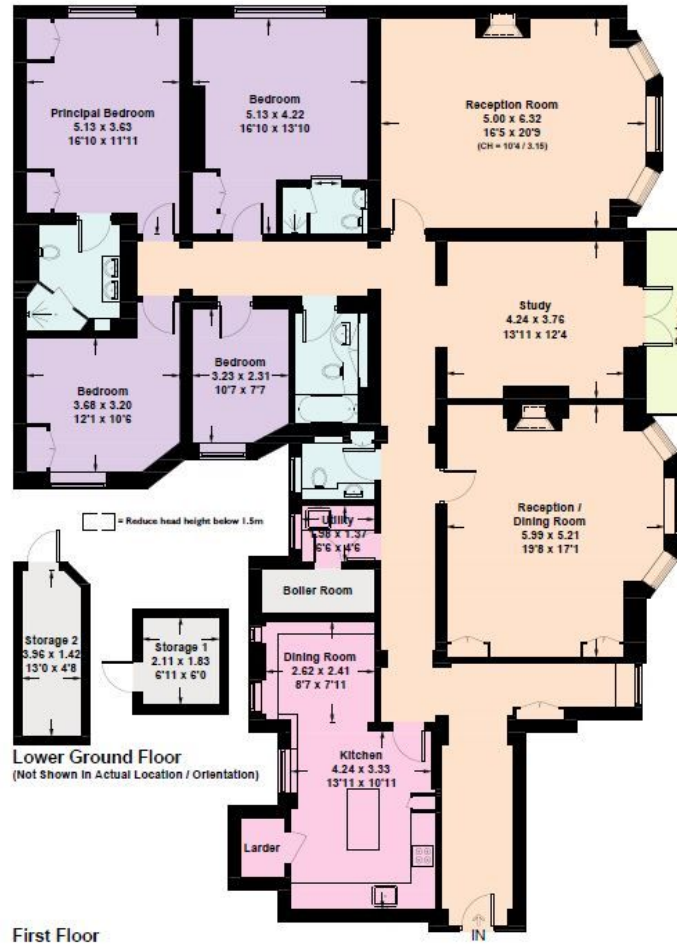 Principal Bedroom
5.13 x 3.63
16'10 x 11'11
Bedroom
5.13 x 4.22
16'10 x 13'10
Reception Room
5.00 x 6.32
16'5 x 20'9
(CH = 10'4 / 3.15)
Study
4.24 x 3.76
13'11 x 12'4
Bedroom
3.68 x 3.20
12'1 x 10'6
Bedroom
3.23 x 2.31
10'7 x 7'7
Reception /
Dining Room
5.99 x 5.21
19'8 x 17'1
= Reduce head height below 1.5m
Utility
1.98 x 1.37
6'6 x 4'6
Boiler Room
Storage 2
3.96 x 1.42
13'0 x 4'8
Storage 1
2.11 x 1.83
6'11 x 6'0
Dining Room
2.62 x 2.41
8'7 x 7'11
Lower Ground Floor
(Not Shown In Actual Location / Orientation)
Kitchen
4.24 x 3.33
13'11 x 10'11
Larder
IN
First Floor